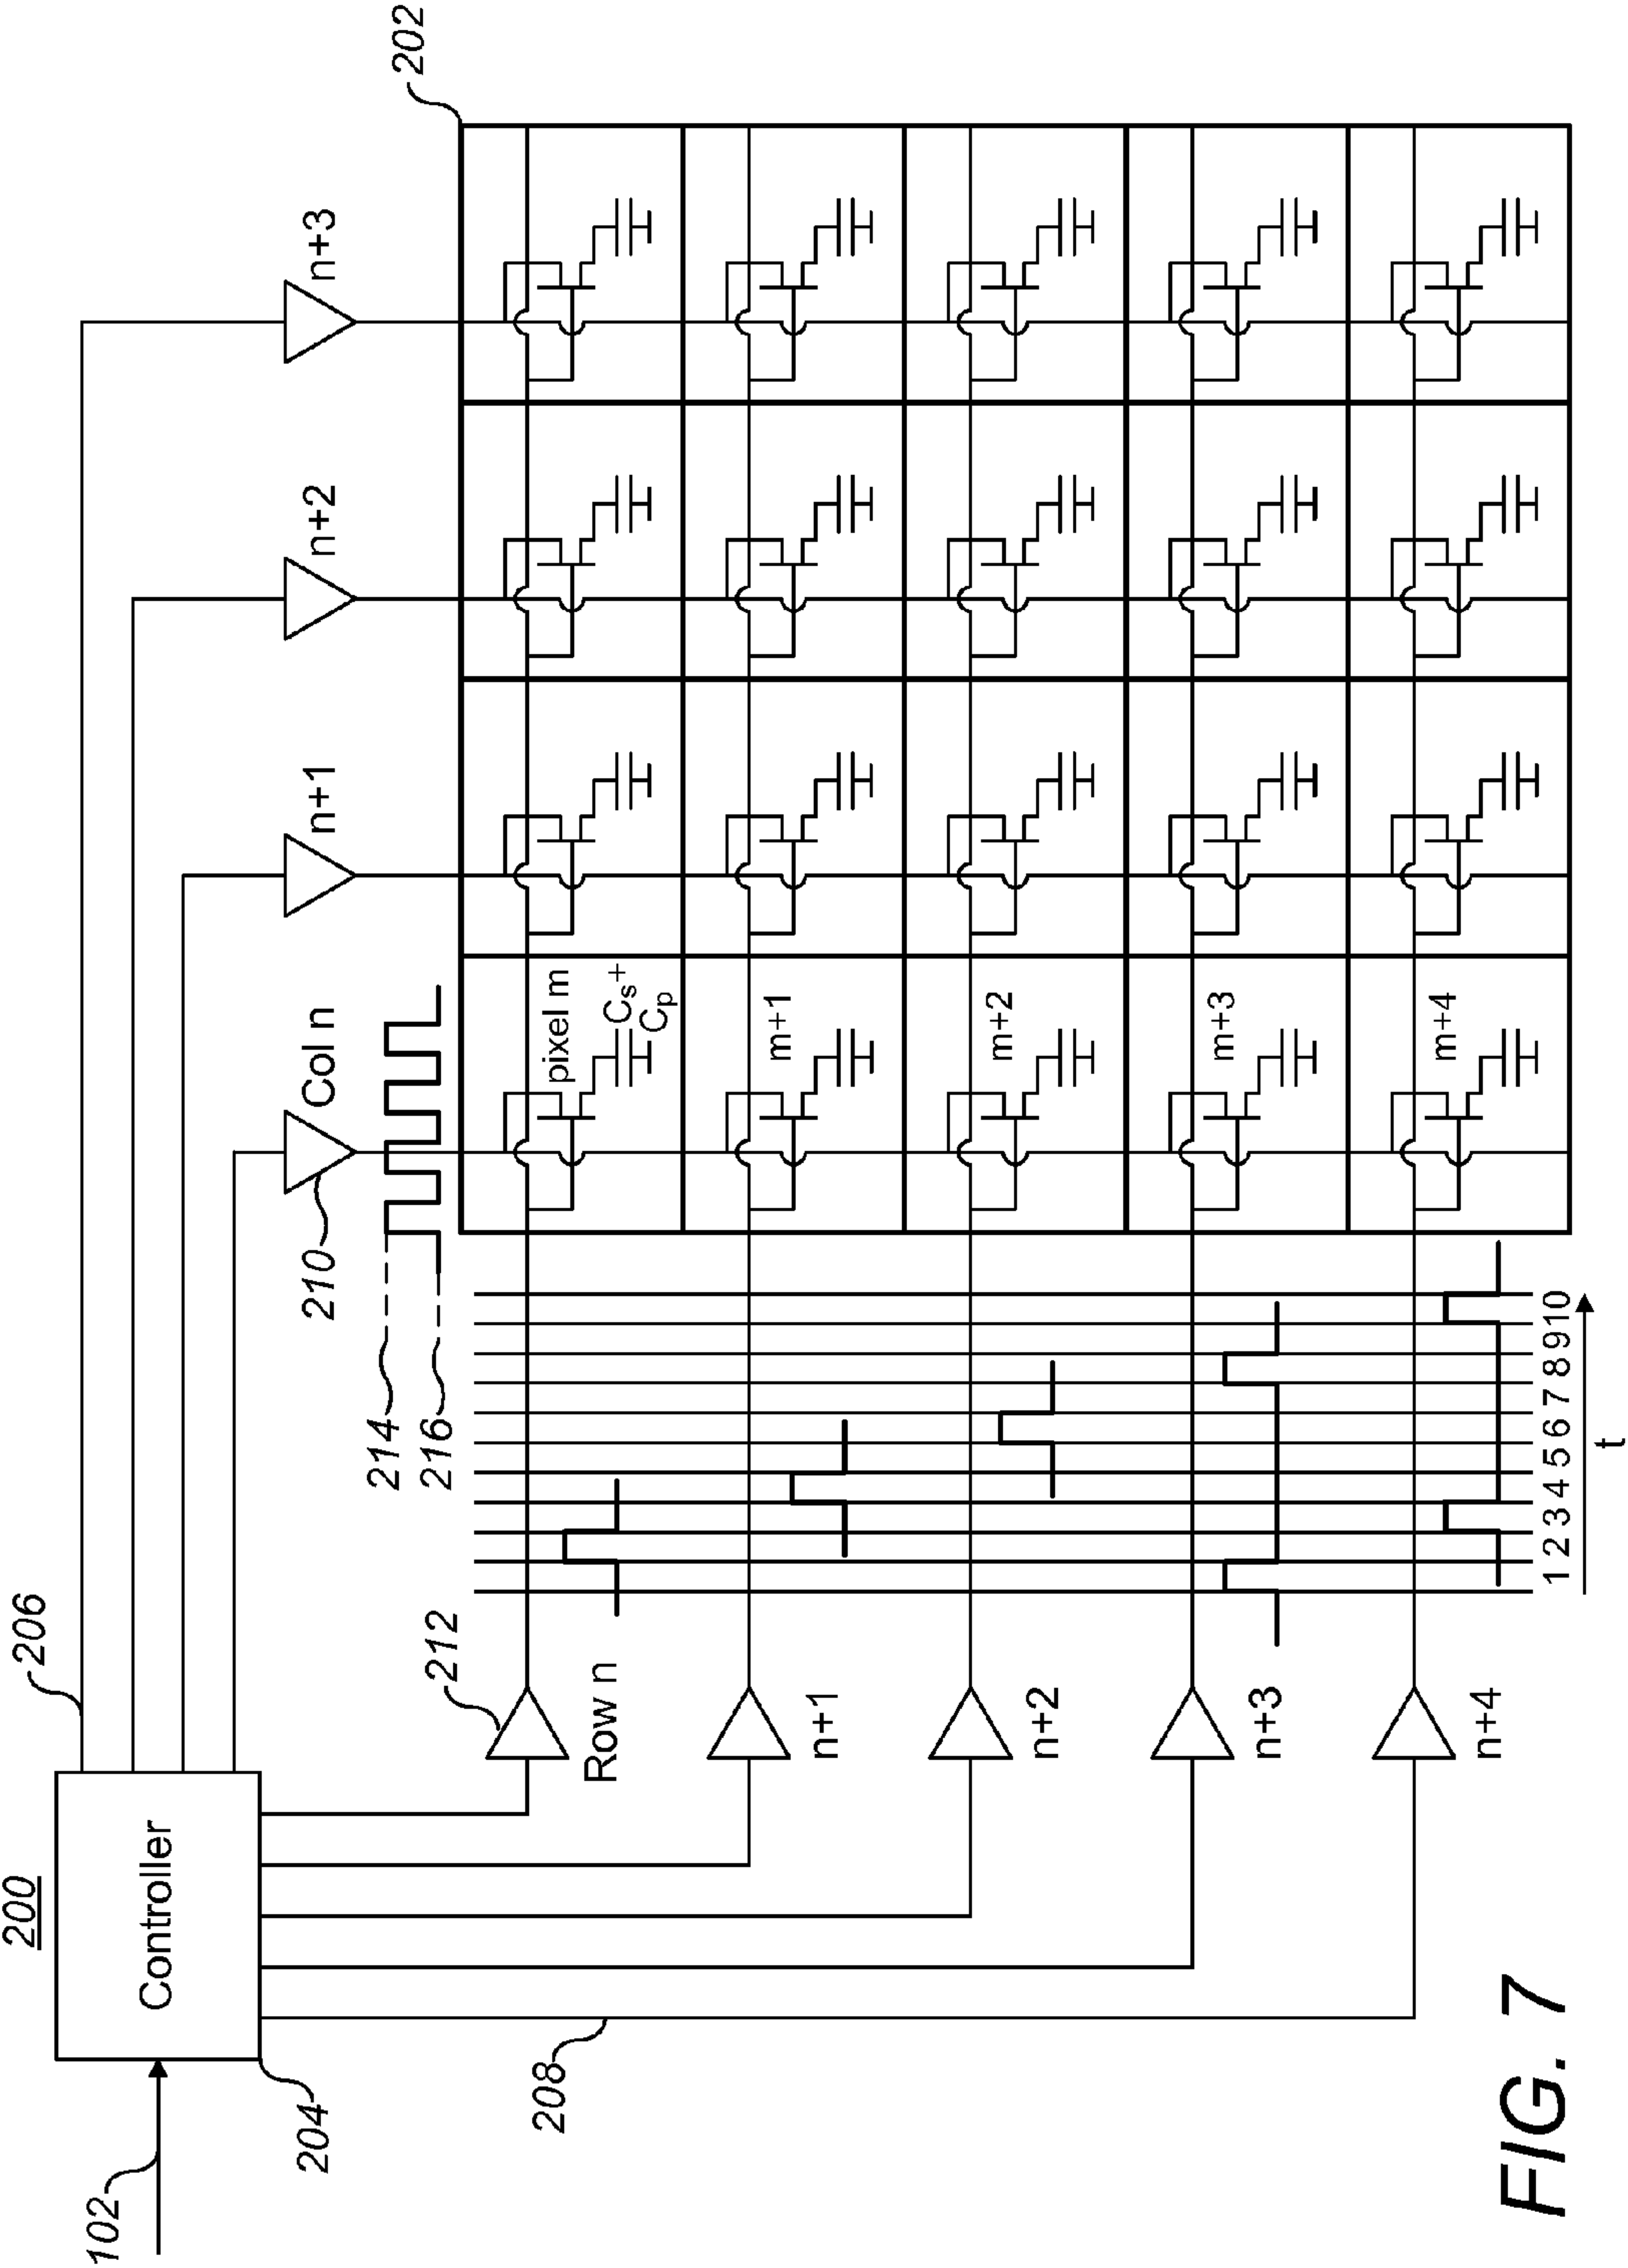 200
102
Controller
204
206
208
210
Col n
n+1
n+2
n+3
202
214
216
212
Row n
n+1
n+2
n+3
n+4
pixel m
Cs+
Cp
m+1
m+2
m+3
m+4
1 2 3 4 5 6 7 8 9 10
t
FIG. 7